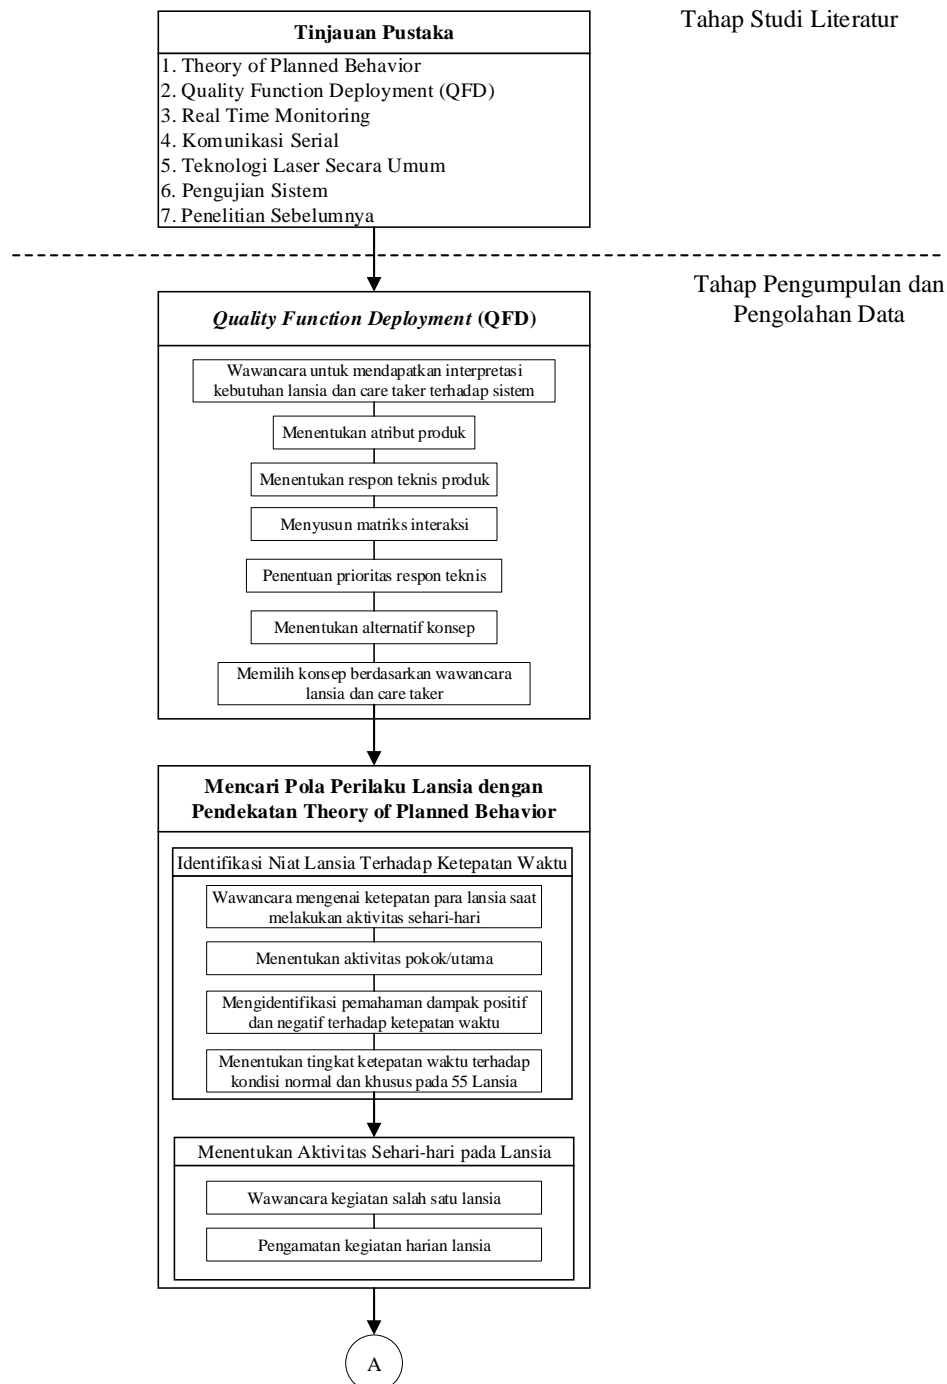 Tahap Studi Literatur
Tinjauan Pustaka
1. Theory of Planned Behavior
2. Quality Function Deployment (QFD)
3. Real Time Monitoring
4. Komunikasi Serial
5. Teknologi Laser Secara Umum
6. Pengujian Sistem
7. Penelitian Sebelumnya
Tahap Pengumpulan dan
Pengolahan Data
Quality Function Deployment (QFD)
Wawancara untuk mendapatkan interpretasi
kebutuhan lansia dan care taker terhadap sistem
Menentukan atribut produk
Menentukan respon teknis produk
Menyusun matriks interaksi
Penentuan prioritas respon teknis
Menentukan alternatif konsep
Memilih konsep berdasarkan wawancara
lansia dan care taker
Mencari Pola Perilaku Lansia dengan
Pendekatan Theory of Planned Behavior
Identifikasi Niat Lansia Terhadap Ketepatan Waktu
Wawancara mengenai ketepatan para lansia saat
melakukan aktivitas sehari-hari
Menentukan aktivitas pokok/utama
Mengidentifikasi pemahaman dampak positif
dan negatif terhadap ketepatan waktu
Menentukan tingkat ketepatan waktu terhadap
kondisi normal dan khusus pada 55 Lansia
Menentukan Aktivitas Sehari-hari pada Lansia
Wawancara kegiatan salah satu lansia
Pengamatan kegiatan harian lansia
A